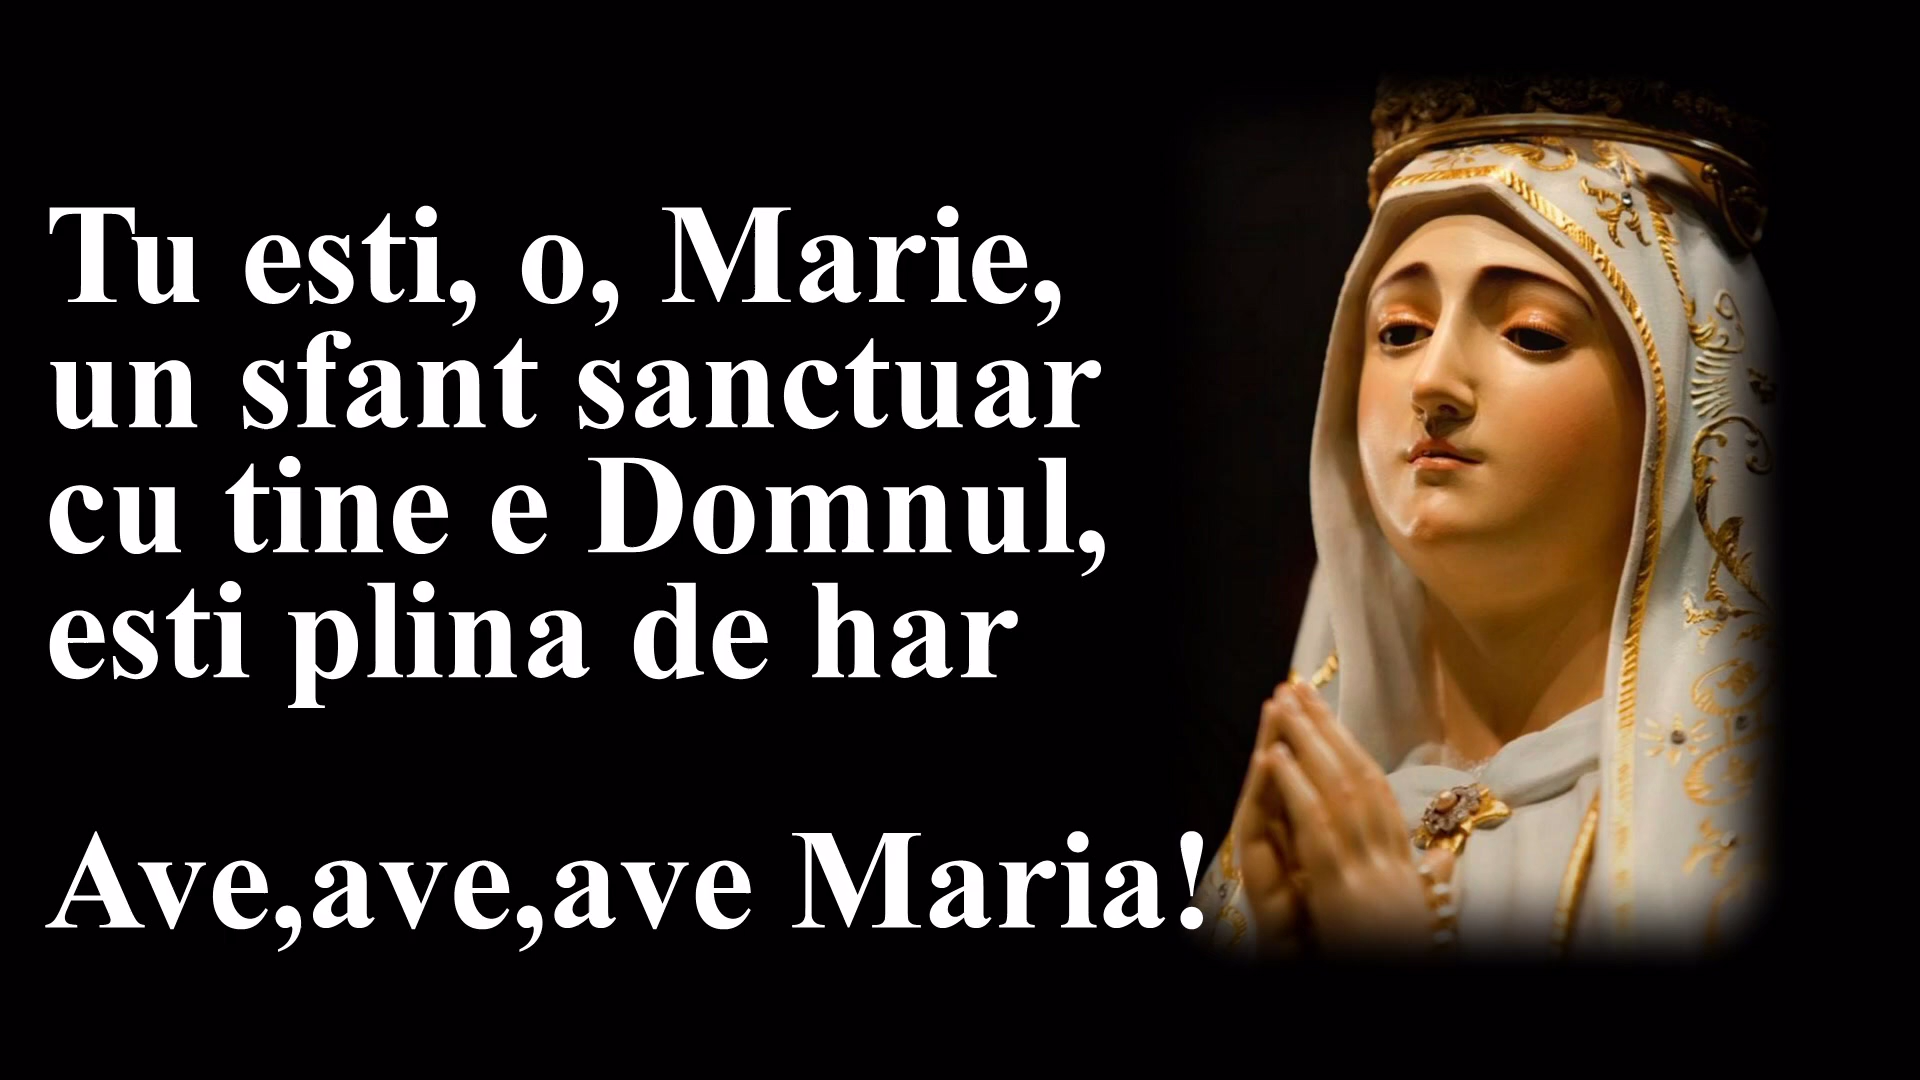 Tu esti, o, Marie,
un sfant sanctuar
cu tine e Domnul,
esti plina de har
Ave,ave,ave Maria!